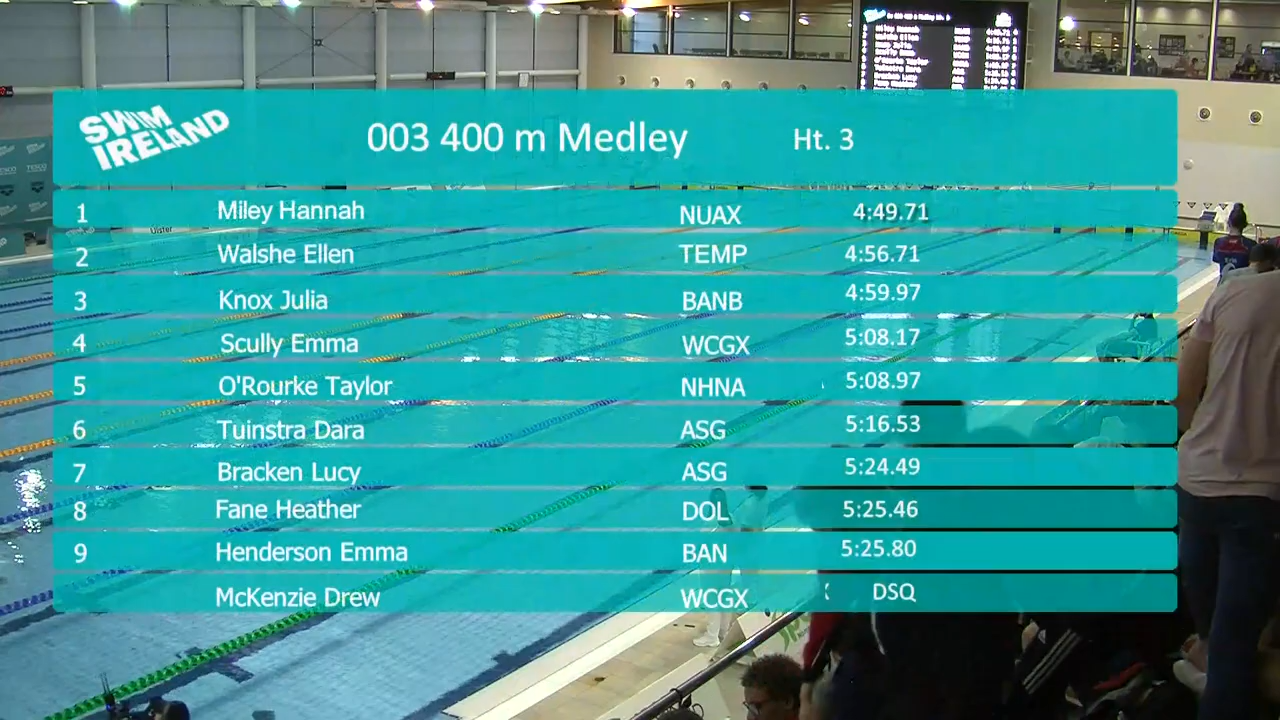 SWIM IRELAND
003 400 m Medley Ht. 3
1 Miley Hannah NUAX 4:49.71
2 Walshe Ellen TEMP 4:56.71
3 Knox Julia BANB 4:59.97
4 Scully Emma WCGX 5:08.17
5 O'Rourke Taylor NHNA 5:08.97
6 Tuinstra Dara ASG 5:16.53
7 Bracken Lucy ASG 5:24.49
8 Fane Heather DOL 5:25.46
9 Henderson Emma BAN 5:25.80
McKenzie Drew WCGX DSQ
Ulster
TESCO